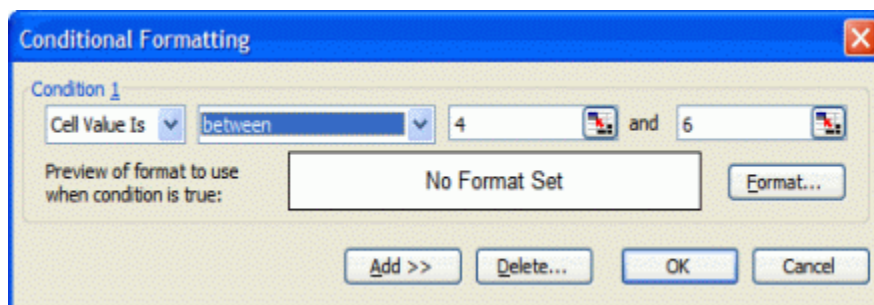 Conditional Formatting
Condition 1
Cell Value Is between 4 and 6
Preview of format to use
when condition is true:
No Format Set
Format...
Add >> Delete... OK Cancel